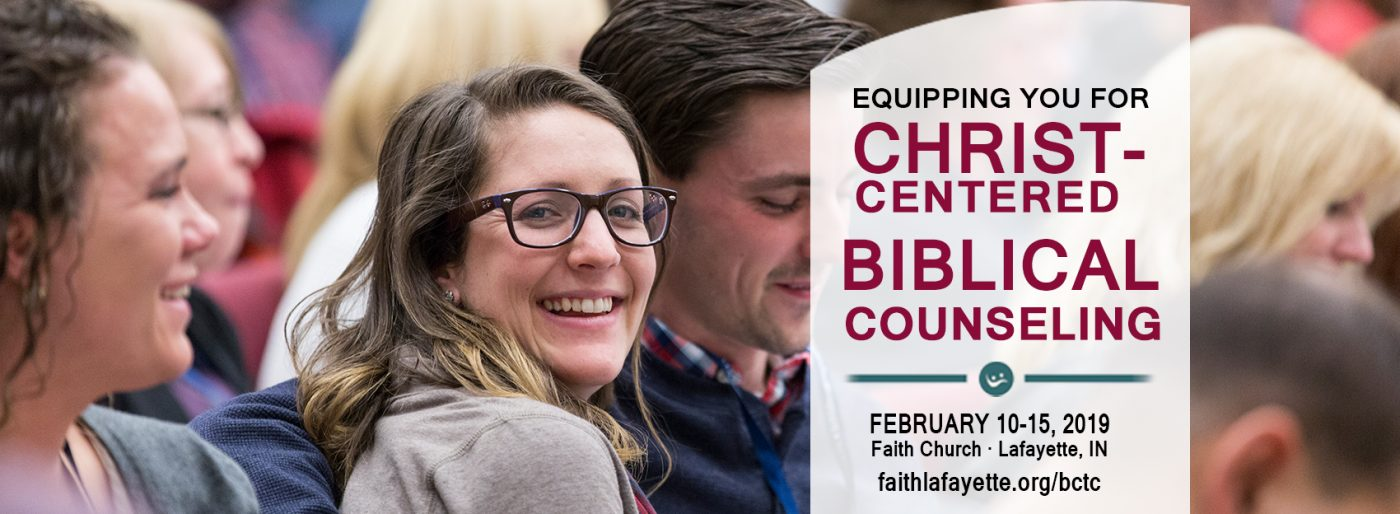 EQUIPPING YOU FOR
CHRIST-
CENTERED
BIBLICAL
COUNSELING
FEBRUARY 10-15, 2019
Faith Church · Lafayette, IN
faithlafayette.org/bctc